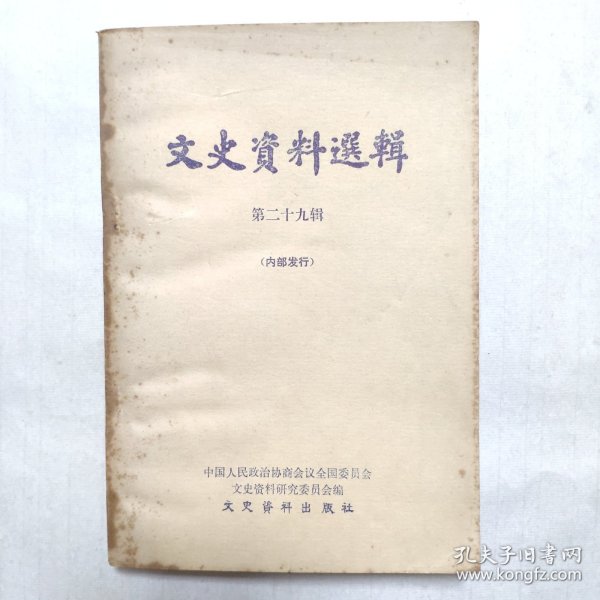 文史資料選輯
第二十九辑
（内部发行）
中国人民政治协商会议全国委员会
文史资料研究委员会编
文史资料出版社
孔夫子旧书网
www.kongfz.com